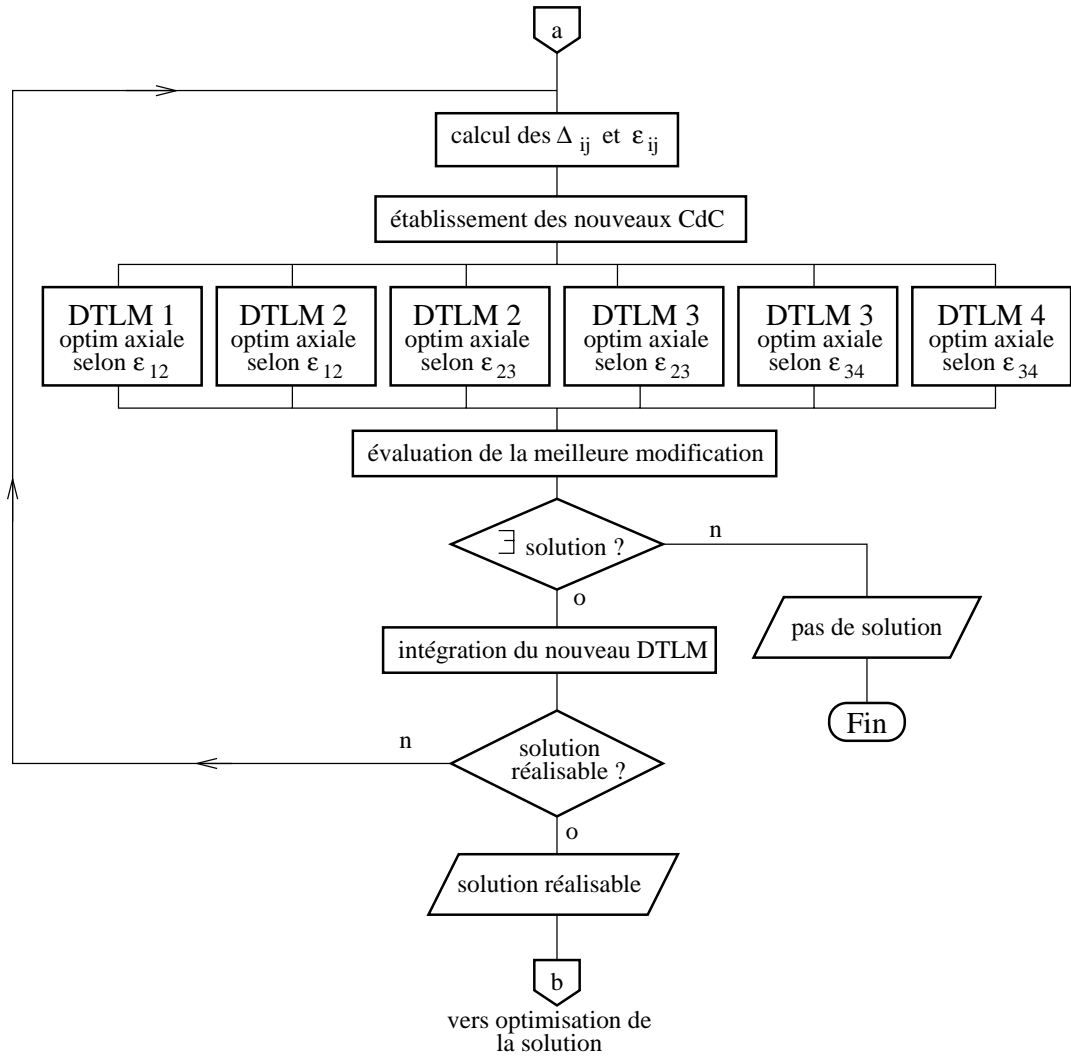 a
calcul des Δ ij et ε ij
établissement des nouveaux CdC
DTLM 1
optim axiale
selon ε 12
DTLM 2
optim axiale
selon ε 12
DTLM 2
optim axiale
selon ε 23
DTLM 3
optim axiale
selon ε 23
DTLM 3
optim axiale
selon ε 34
DTLM 4
optim axiale
selon ε 34
évaluation de la meilleure modification
∃ solution ?
n
o
pas de solution
intégration du nouveau DTLM
Fin
n
solution
réalisable ?
o
solution réalisable
b
vers optimisation de
la solution